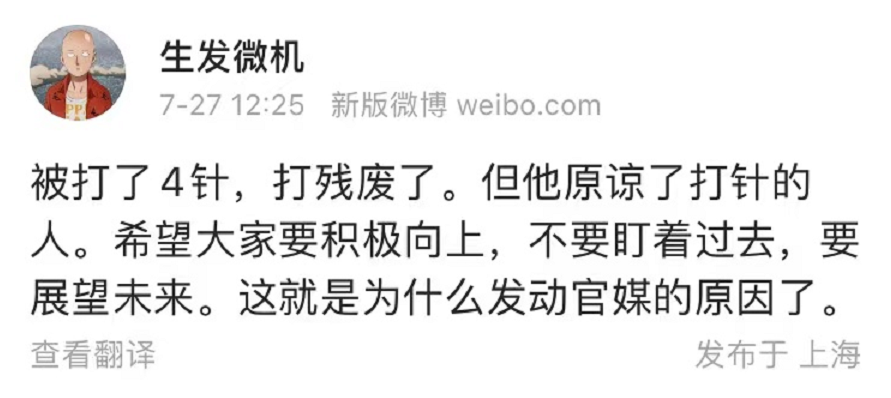 生发微机
7-27 12:25 新版微博 weibo.com
被打了4针，打残废了。但他原谅了打针的
人。希望大家要积极向上，不要盯着过去，要
展望未来。这就是为什么发动官媒的原因了。
查看翻译 发布于 上海